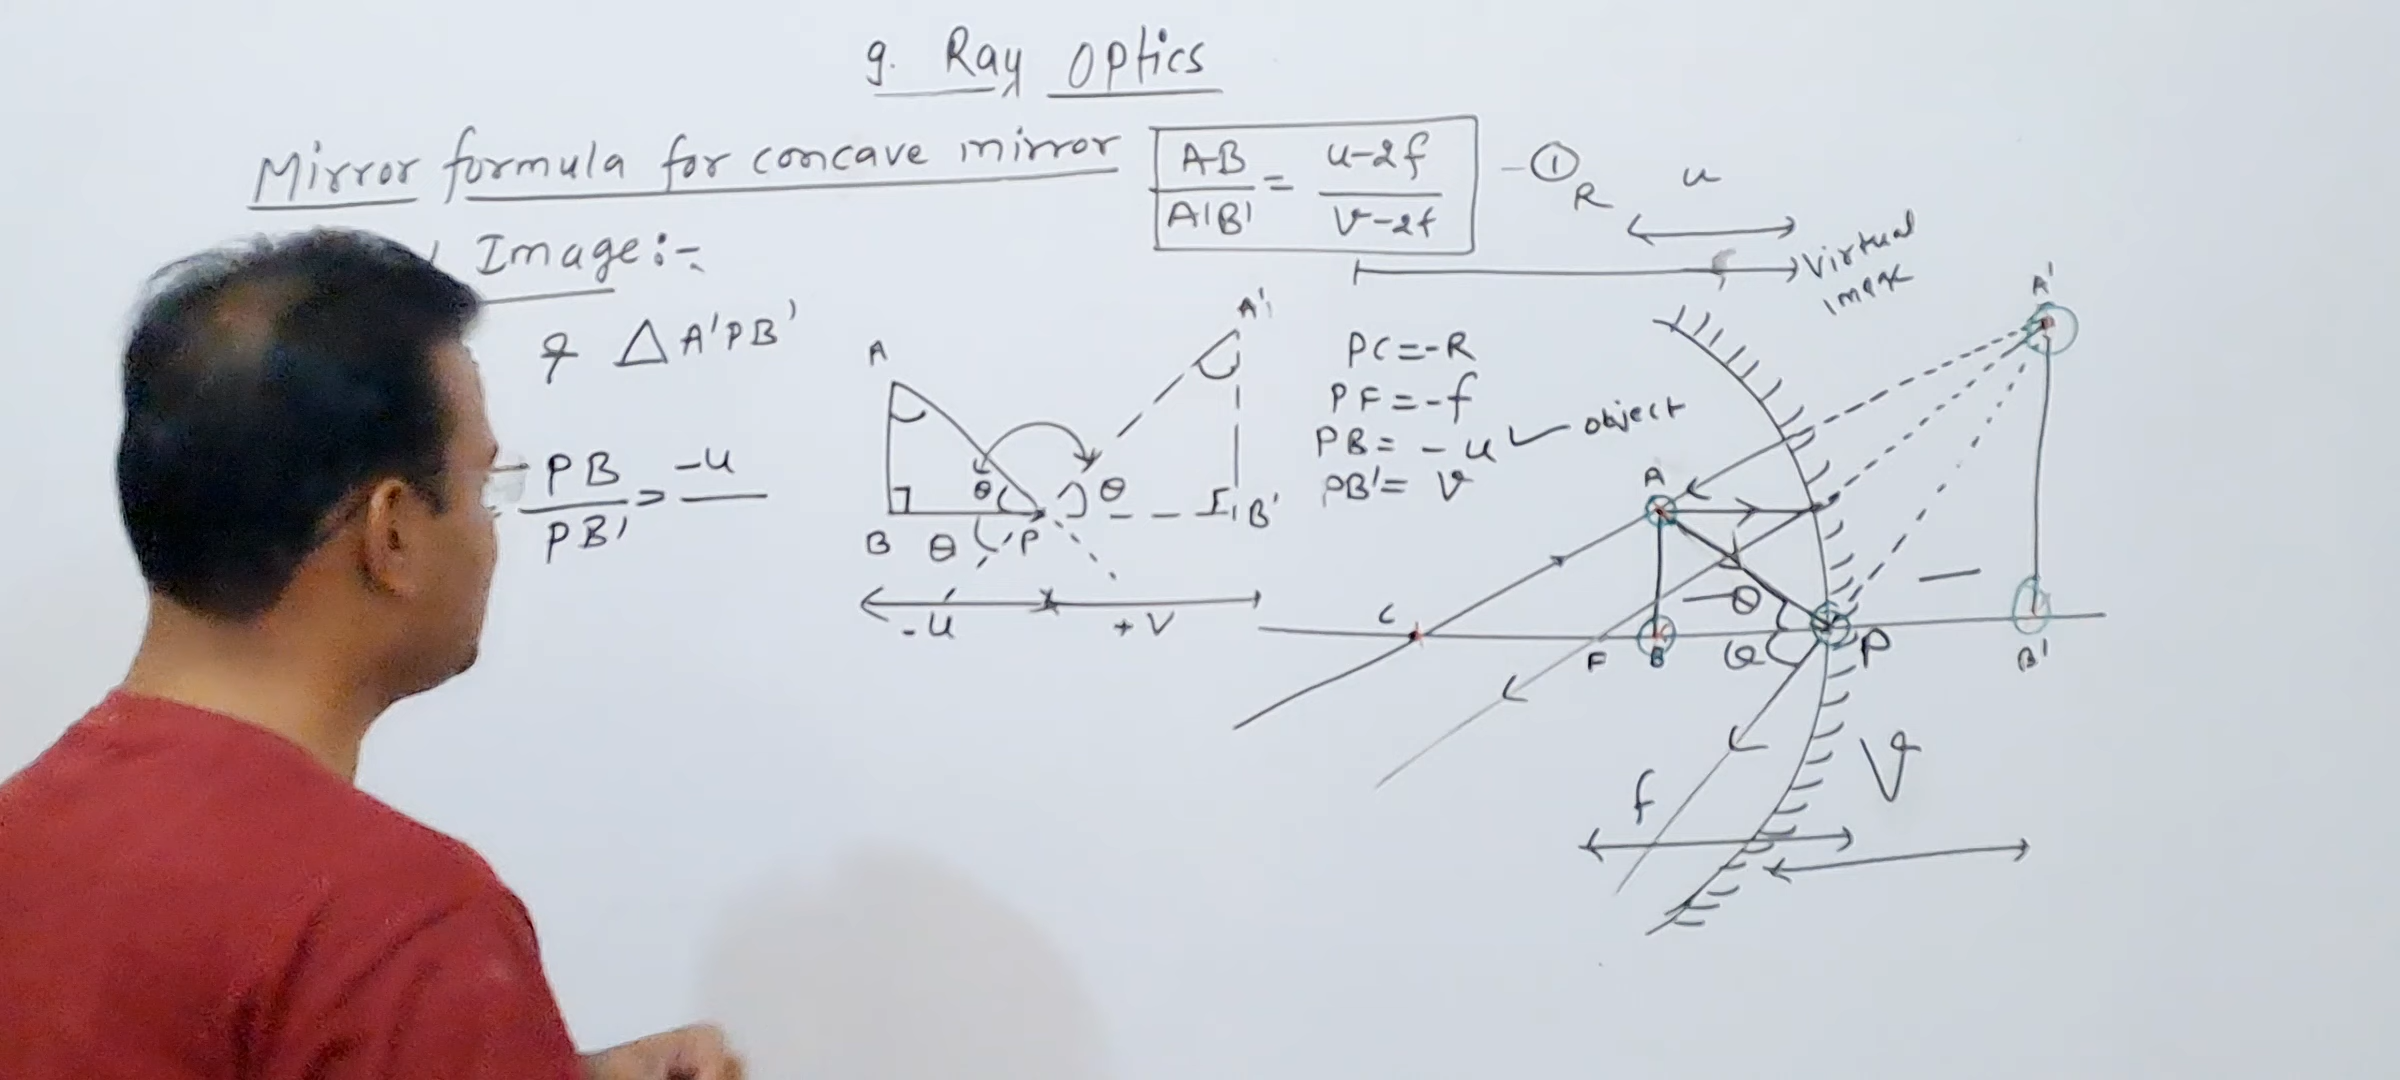 9. Ray Optics
Mirror formula for concave mirror
AB/A'B' = u-2f/v-2f -①
Image:-
& △ A'PB'
PB/PB' = -u
A
B
θ
θ
P
θ
A'
B'
-u
+v
PC=-R
PF=-f
PB= -u ✓ object
PB'= v
R
u
Virtual
A'
A
C
F
B
θ
P
B'
f
v